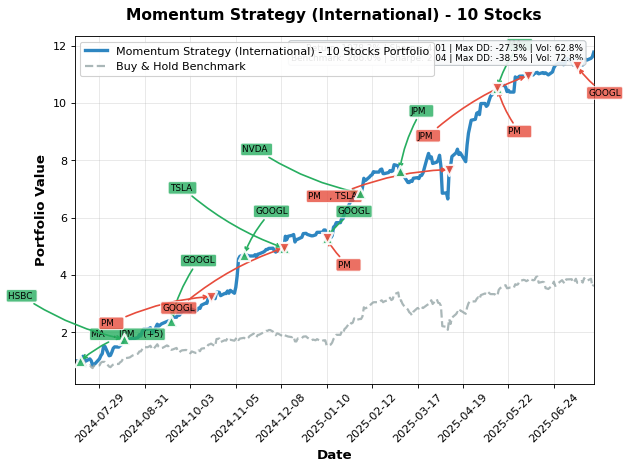 Momentum Strategy (International) - 10 Stocks
Momentum Strategy (International) - 10 Stocks Portfolio
Buy & Hold Benchmark
01 | Max DD: -27.3% | Vol: 62.8%
04 | Max DD: -38.5% | Vol: 72.8%
12
10
8
6
4
2
Portfolio Value
GOOGL
JPM
JPM
PM
NVDA
TSLA
PM , TSLA
GOOGL
GOOGL
PM
GOOGL
HSBC
GOOGL
PM
MA
JPM
(+5)
2024-07-29
2024-08-31
2024-10-03
2024-11-05
2024-12-08
2025-01-10
2025-02-12
2025-03-17
2025-04-19
2025-05-22
2025-06-24
Date